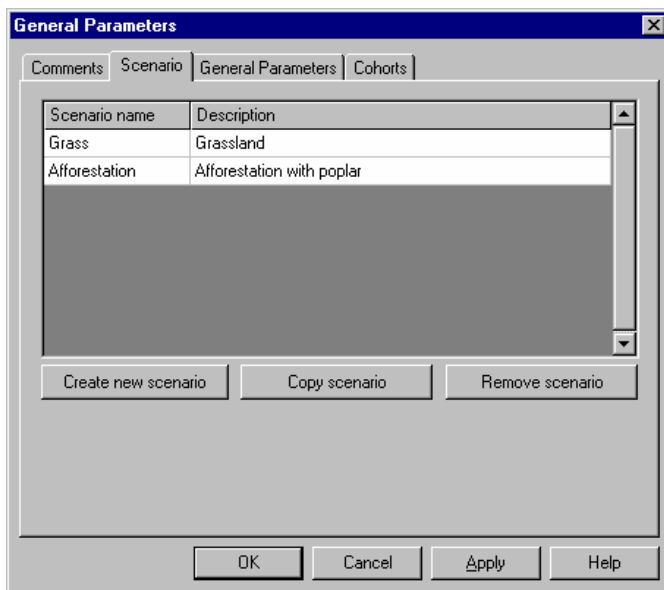 General Parameters
Comments Scenario General Parameters Cohorts
Scenario name Description
Grass Grassland
Afforestation Afforestation with poplar
Create new scenario Copy scenario Remove scenario
OK Cancel Apply Help